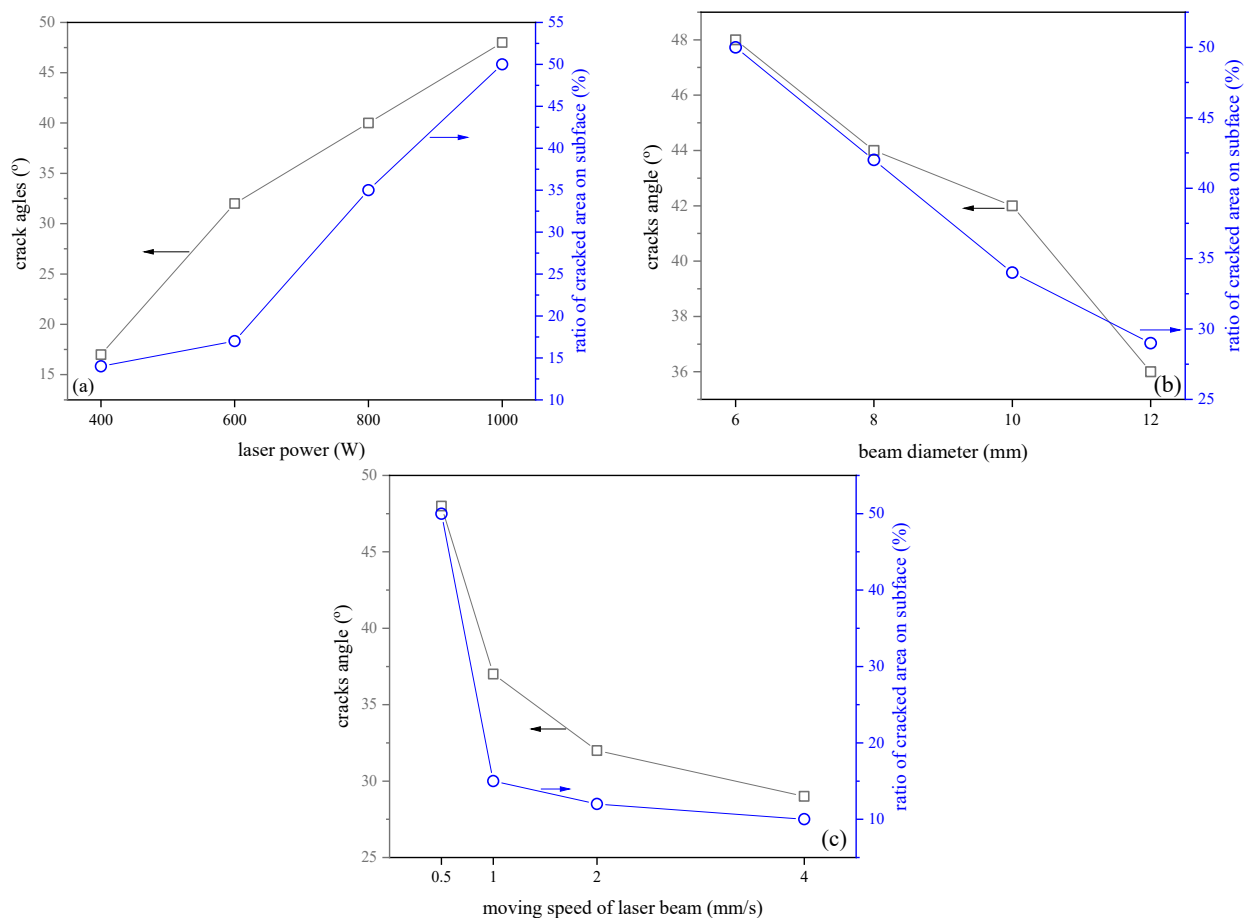 50
45
40
35
30
25
20
15
crack agles (°)
55
50
45
40
35
30
25
20
15
10
ratio of cracked area on subface (%)
(a)
400 600 800 1000
laser power (W)
48
46
44
42
40
38
36
cracks angle (°)
50
45
40
35
30
25
ratio of cracked area on subface (%)
(b)
6 8 10 12
beam diameter (mm)
50
45
40
35
30
25
cracks angle (°)
50
40
30
20
10
ratio of cracked area on subface (%)
(c)
0.5 1 2 4
moving speed of laser beam (mm/s)